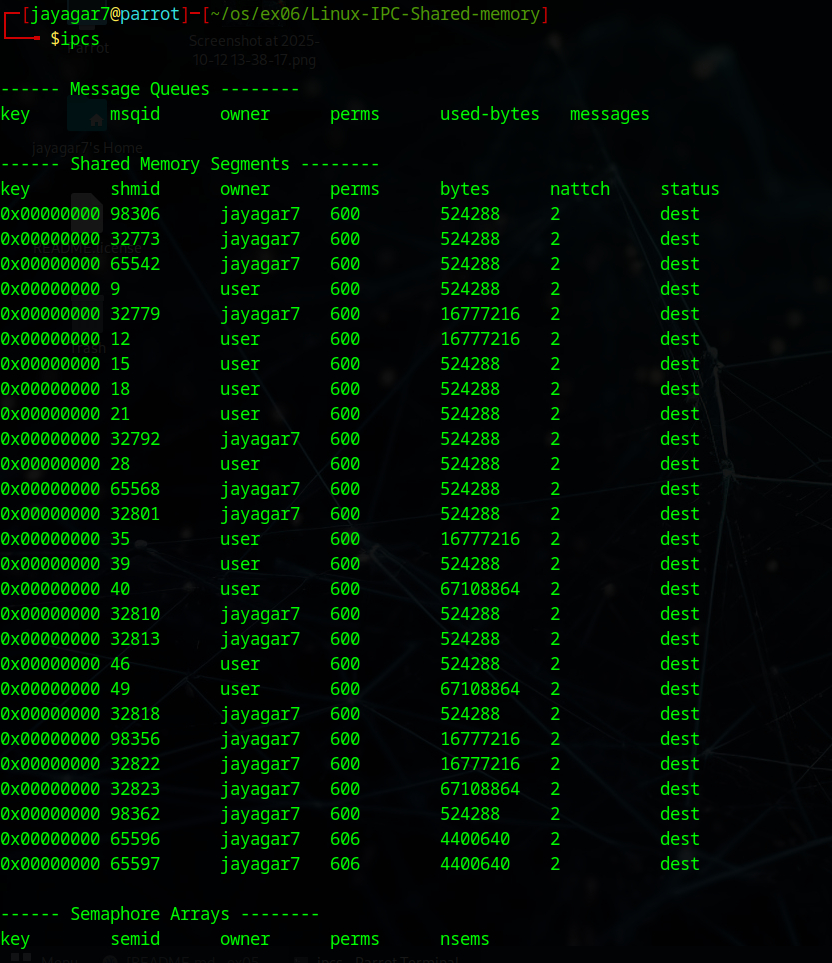 [jayagar7@parrot]-[~/os/ex06/Linux-IPC-Shared-memory]
$ipcs
Screenshot at 2025-
10-12 13-38-17.png
------ Message Queues --------
key msqid owner perms used-bytes messages
jayagar7's Home
------ Shared Memory Segments --------
key shmid owner perms bytes nattch status
0x00000000 98306 jayagar7 600 524288 2 dest
0x00000000 32773 jayagar7 600 524288 2 dest
0x00000000 65542 jayagar7 600 524288 2 dest
0x00000000 9 user 600 524288 2 dest
0x00000000 32779 jayagar7 600 16777216 2 dest
0x00000000 12 user 600 16777216 2 dest
0x00000000 15 user 600 524288 2 dest
0x00000000 18 user 600 524288 2 dest
0x00000000 21 user 600 524288 2 dest
0x00000000 32792 jayagar7 600 524288 2 dest
0x00000000 28 user 600 524288 2 dest
0x00000000 65568 jayagar7 600 524288 2 dest
0x00000000 32801 jayagar7 600 524288 2 dest
0x00000000 35 user 600 16777216 2 dest
0x00000000 39 user 600 524288 2 dest
0x00000000 40 user 600 67108864 2 dest
0x00000000 32810 jayagar7 600 524288 2 dest
0x00000000 32813 jayagar7 600 524288 2 dest
0x00000000 46 user 600 524288 2 dest
0x00000000 49 user 600 67108864 2 dest
0x00000000 32818 jayagar7 600 524288 2 dest
0x00000000 98356 jayagar7 600 16777216 2 dest
0x00000000 32822 jayagar7 600 16777216 2 dest
0x00000000 32823 jayagar7 600 67108864 2 dest
0x00000000 98362 jayagar7 600 524288 2 dest
0x00000000 65596 jayagar7 606 4400640 2 dest
0x00000000 65597 jayagar7 606 4400640 2 dest
------ Semaphore Arrays --------
key semid owner perms nsems